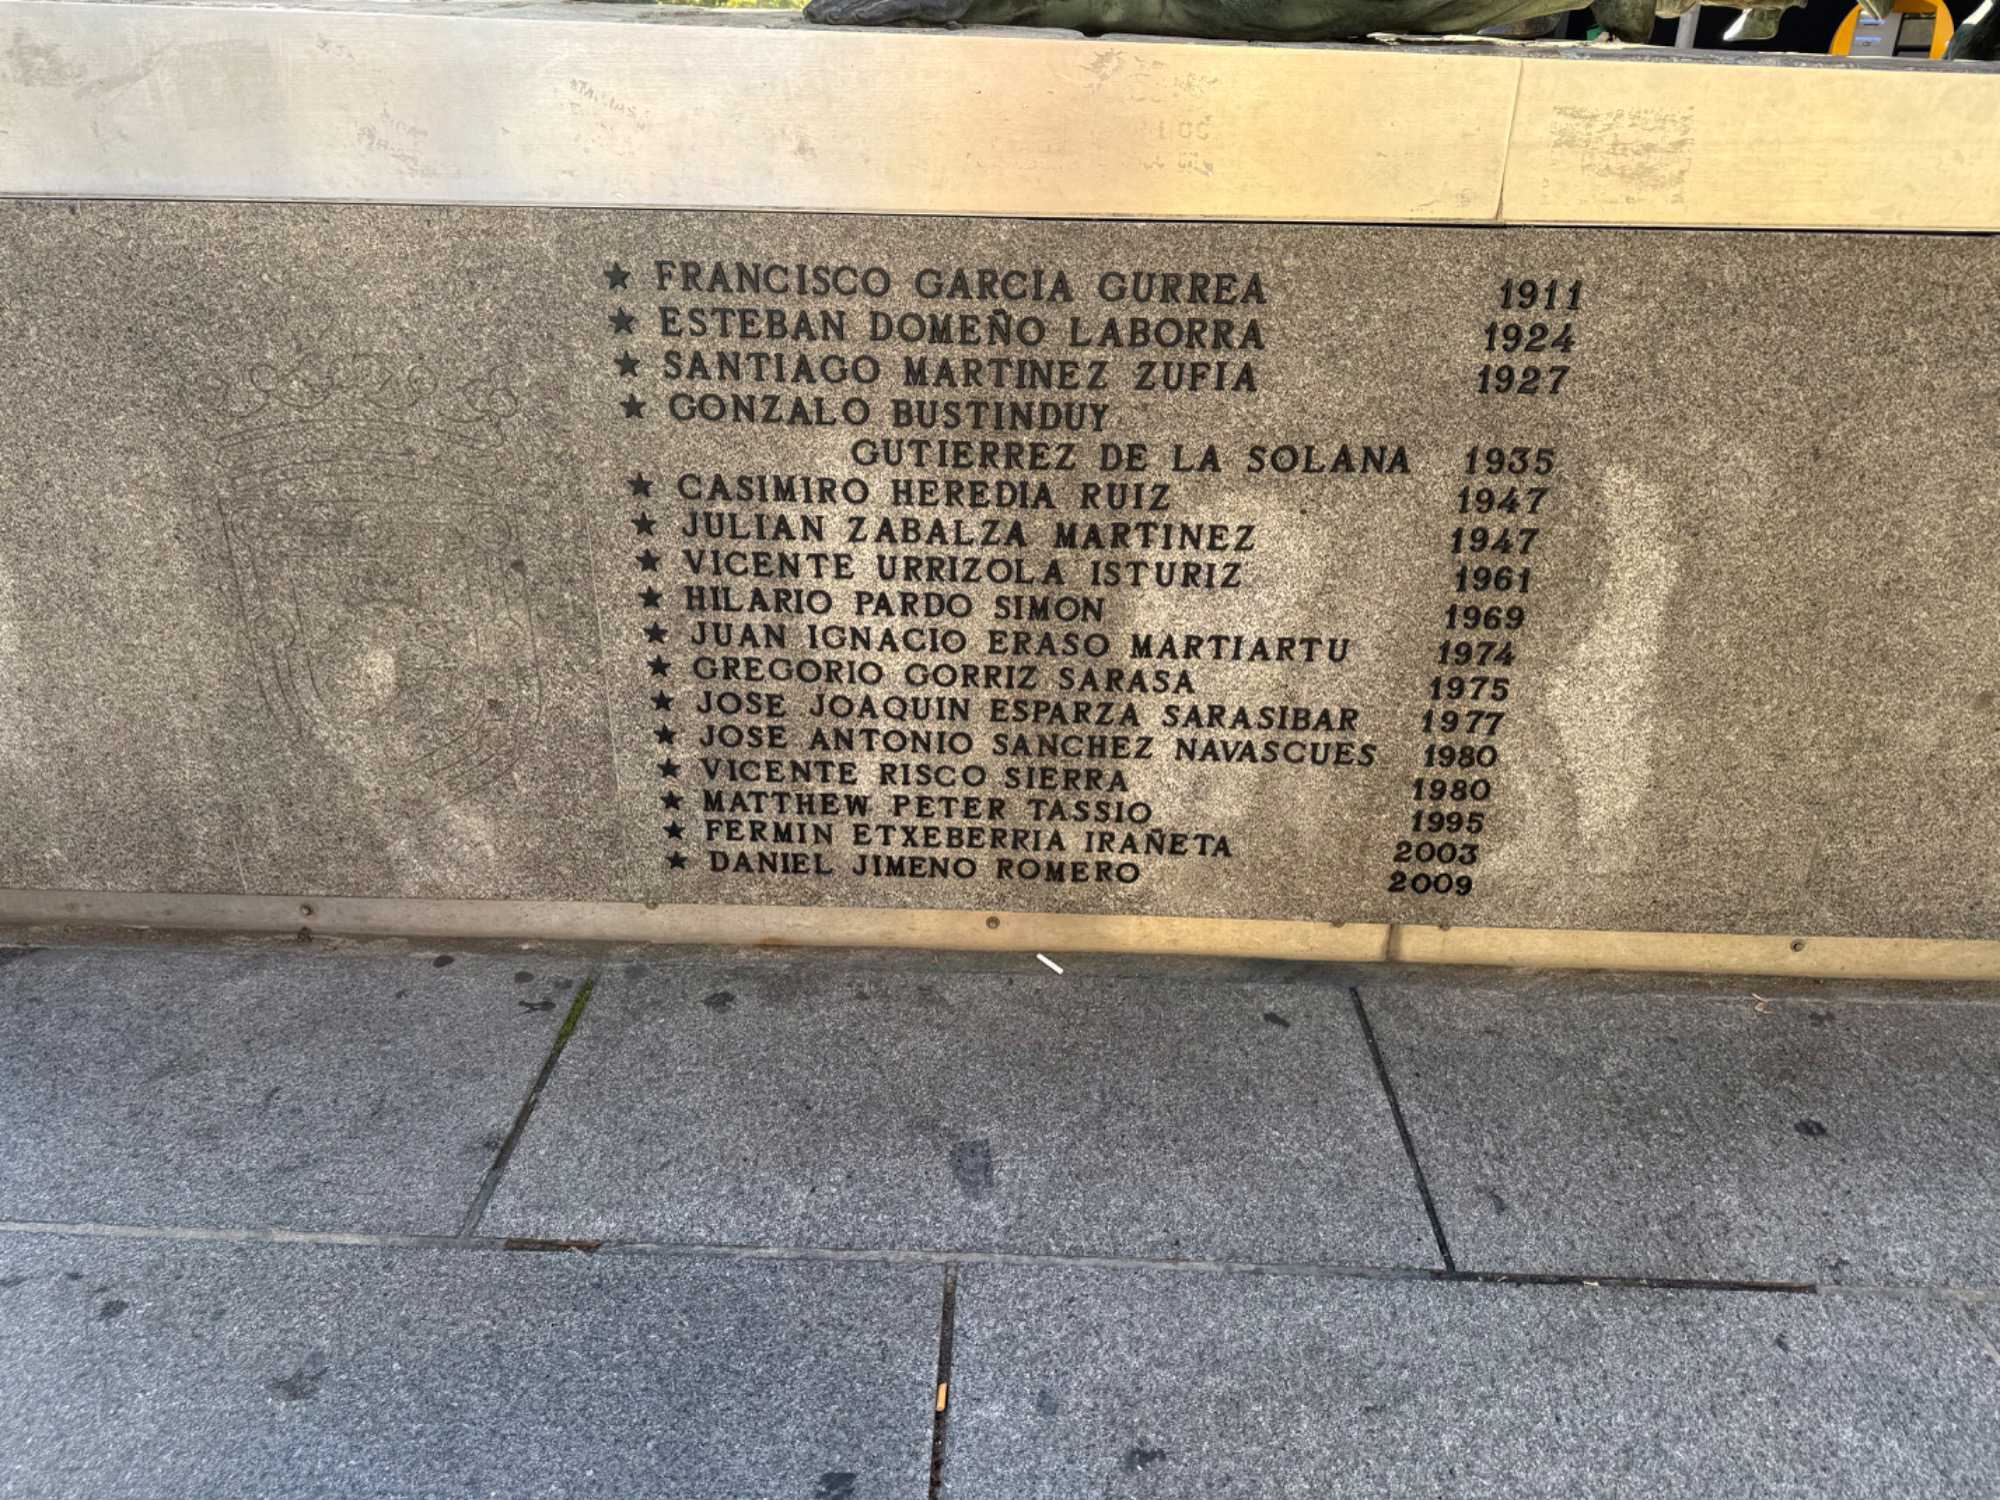 ★ FRANCISCO GARCIA GURREA 1911
★ ESTEBAN DOMEÑO LABORRA 1924
★ SANTIAGO MARTINEZ ZUFIA 1927
★ GONZALO BUSTINDUY
GUTIERREZ DE LA SOLANA 1935
★ CASIMIRO HEREDIA RUIZ 1947
★ JULIAN ZABALZA MARTINEZ 1947
★ VICENTE URRIZOLA ISTURIZ 1961
★ HILARIO PARDO SIMON 1969
★ JUAN IGNACIO ERASO MARTIARTU 1974
★ GREGORIO GORRIZ SARASA 1975
★ JOSE JOAQUIN ESPARZA SARASIBAR 1977
★ JOSE ANTONIO SANCHEZ NAVASCUES 1980
★ VICENTE RISCO SIERRA 1980
★ MATTHEW PETER TASSIO 1995
★ FERMIN ETXEBERRIA IRAÑETA 2003
★ DANIEL JIMENO ROMERO 2009